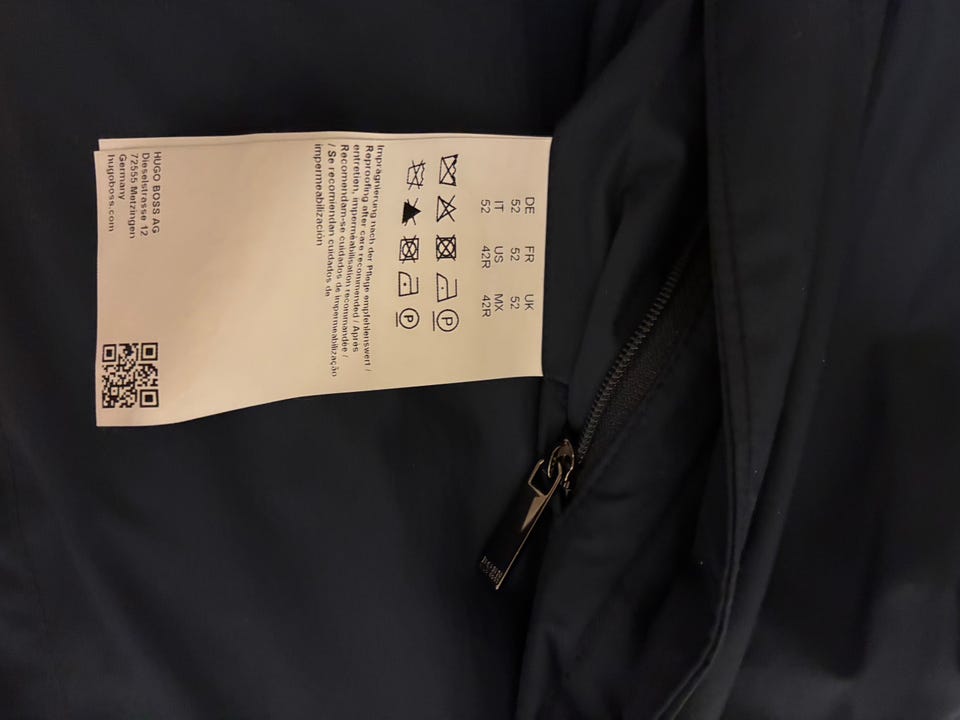 DE FR UK
52 52 52
IT US MX
52 42R 42R
P
P
Imprägnierung nach der Pflege empfehlenswert /
Reproofing after care recommended / Après
entretien, imperméabilisation recommandée /
Recomendam-se cuidados de impermeabilização
/ Se recomiendan cuidados de
impermeabilización
HUGO BOSS AG
Dieselstrasse 12
72555 Metzingen
Germany
hugoboss.com